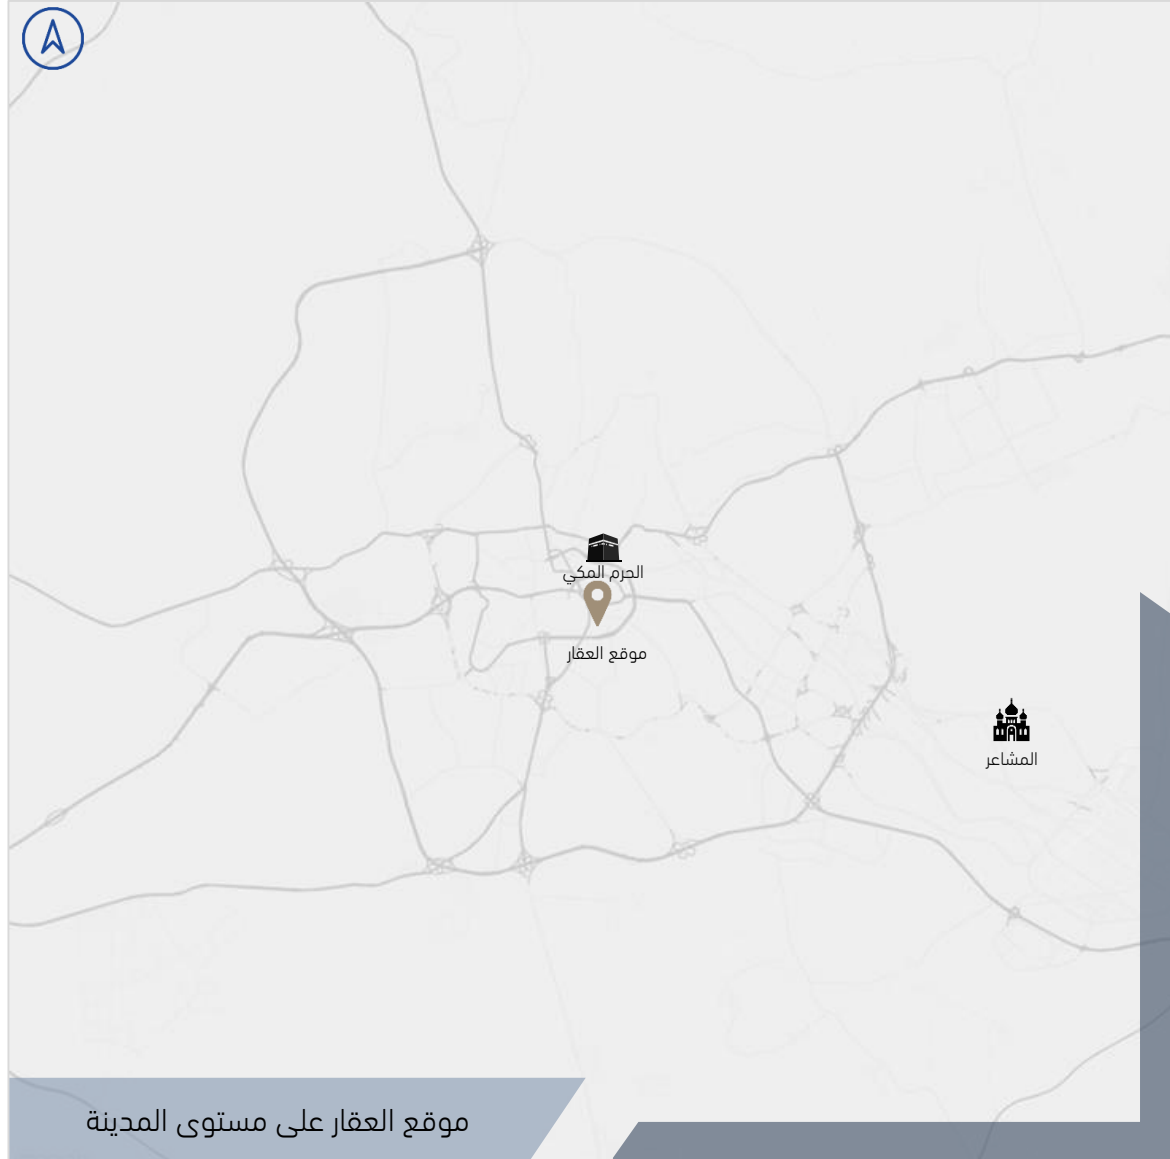 الحرم المكي
موقع العقار
المشاعر
موقع العقار على مستوى المدينة